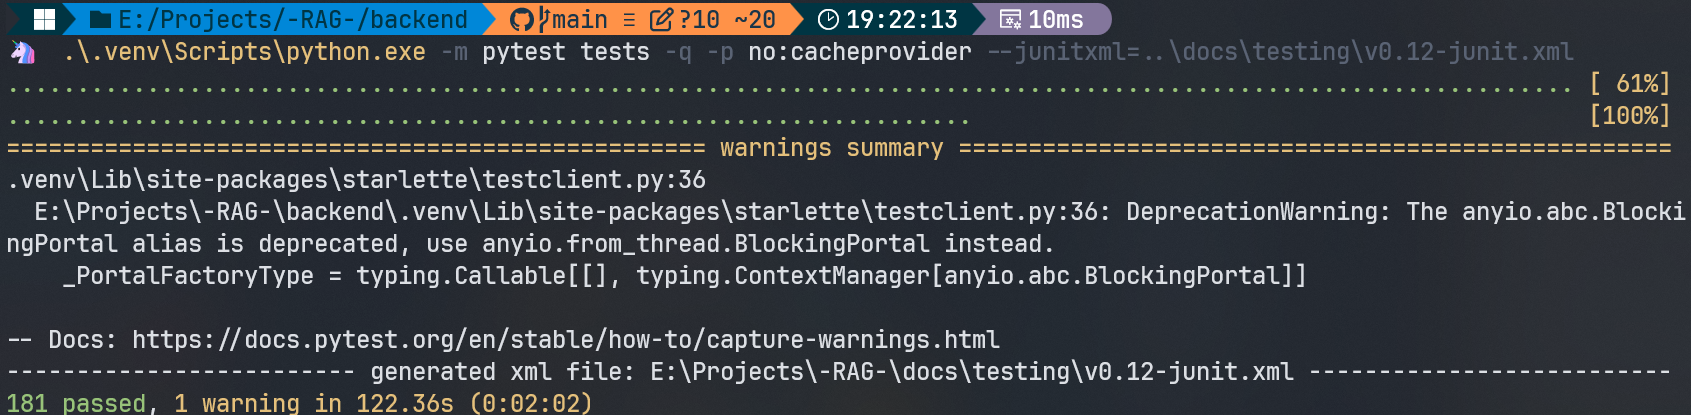 E:/Projects/-RAG-/backend main ≡ ?10 ~20 19:22:13 10ms
.\.venv\Scripts\python.exe -m pytest tests -q -p no:cacheprovider --junitxml=..\docs\testing\v0.12-junit.xml
................................................................................................................ [ 61%]
..................................................................... [100%]
================================================== warnings summary ===================================================
.venv\Lib\site-packages\starlette\testclient.py:36
E:\Projects\-RAG-\backend\.venv\Lib\site-packages\starlette\testclient.py:36: DeprecationWarning: The anyio.abc.Blocki
ngPortal alias is deprecated, use anyio.from_thread.BlockingPortal instead.
_PortalFactoryType = typing.Callable[[], typing.ContextManager[anyio.abc.BlockingPortal]]
-- Docs: https://docs.pytest.org/en/stable/how-to/capture-warnings.html
------------------------- generated xml file: E:\Projects\-RAG-\docs\testing\v0.12-junit.xml --------------------------
181 passed, 1 warning in 122.36s (0:02:02)